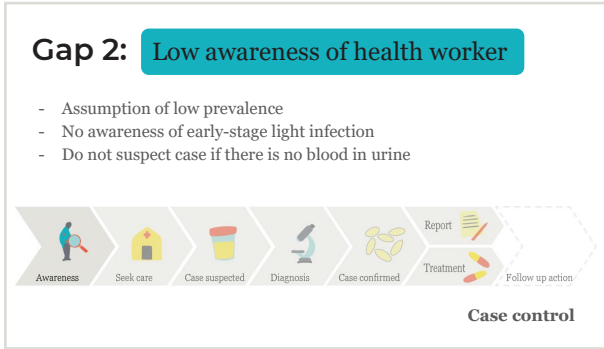 Gap 2: Low awareness of health worker
- Assumption of low prevalence
- No awareness of early-stage light infection
- Do not suspect case if there is no blood in urine
Awareness
Seek care
Case suspected
Diagnosis
Case confirmed
Report
Treatment
Follow up action
Case control